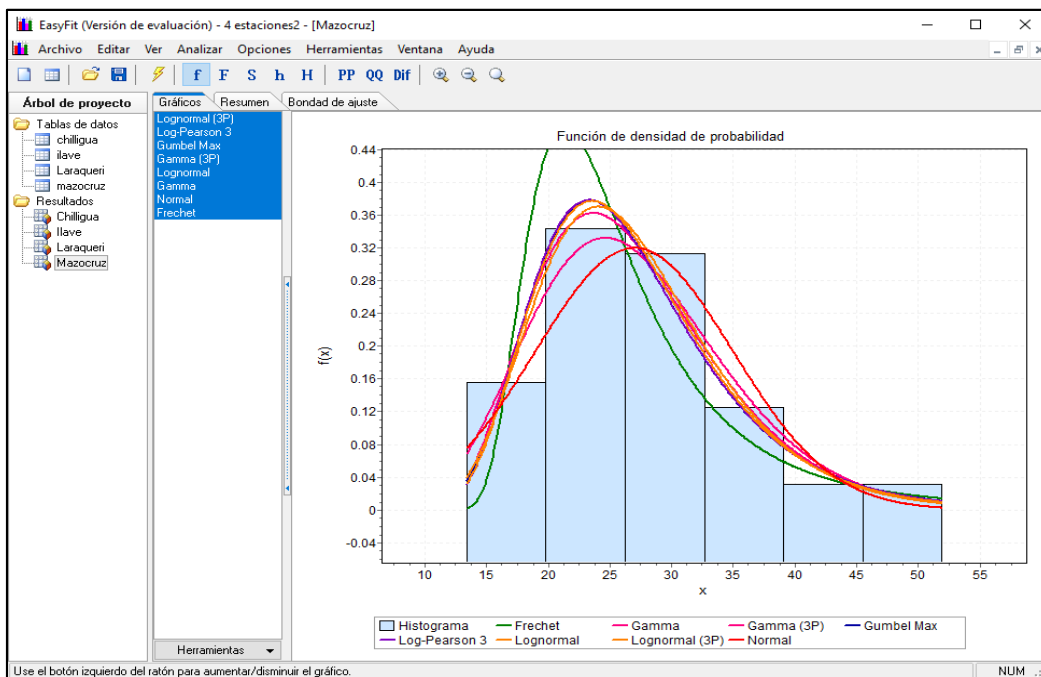 EasyFit (Versión de evaluación) - 4 estaciones2 - [Mazocruz]
Archivo Editar Ver Analizar Opciones Herramientas Ventana Ayuda
f F S h H PP QQ Dif
Árbol de proyecto
Tablas de datos
chilligua
ilave
Laraqueri
mazocruz
Resultados
Chilligua
Ilave
Laraqueri
Mazocruz
Gráficos Resumen Bondad de ajuste
Lognormal (3P)
Log-Pearson 3
Gumbel Max
Gamma (3P)
Lognormal
Gamma
Normal
Frechet
Herramientas
Función de densidad de probabilidad
f(x)
0.44
0.4
0.36
0.32
0.28
0.24
0.2
0.16
0.12
0.08
0.04
0
-0.04
10 15 20 25 30 35 40 45 50 55
x
Histograma Frechet Gamma Gamma (3P) Gumbel Max
Log-Pearson 3 Lognormal Lognormal (3P) Normal
Use el botón izquierdo del ratón para aumentar/disminuir el gráfico.
NUM